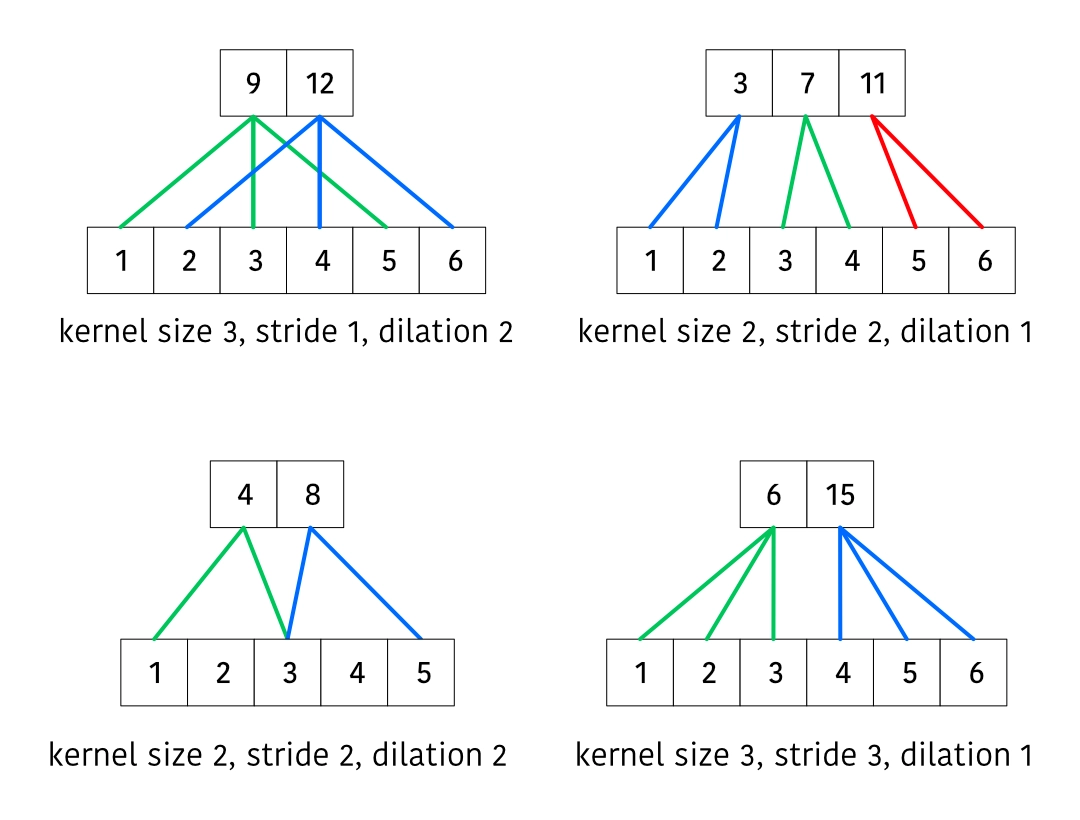 9 12
1 2 3 4 5 6
kernel size 3, stride 1, dilation 2
3 7 11
1 2 3 4 5 6
kernel size 2, stride 2, dilation 1
4 8
1 2 3 4 5
kernel size 2, stride 2, dilation 2
6 15
1 2 3 4 5 6
kernel size 3, stride 3, dilation 1